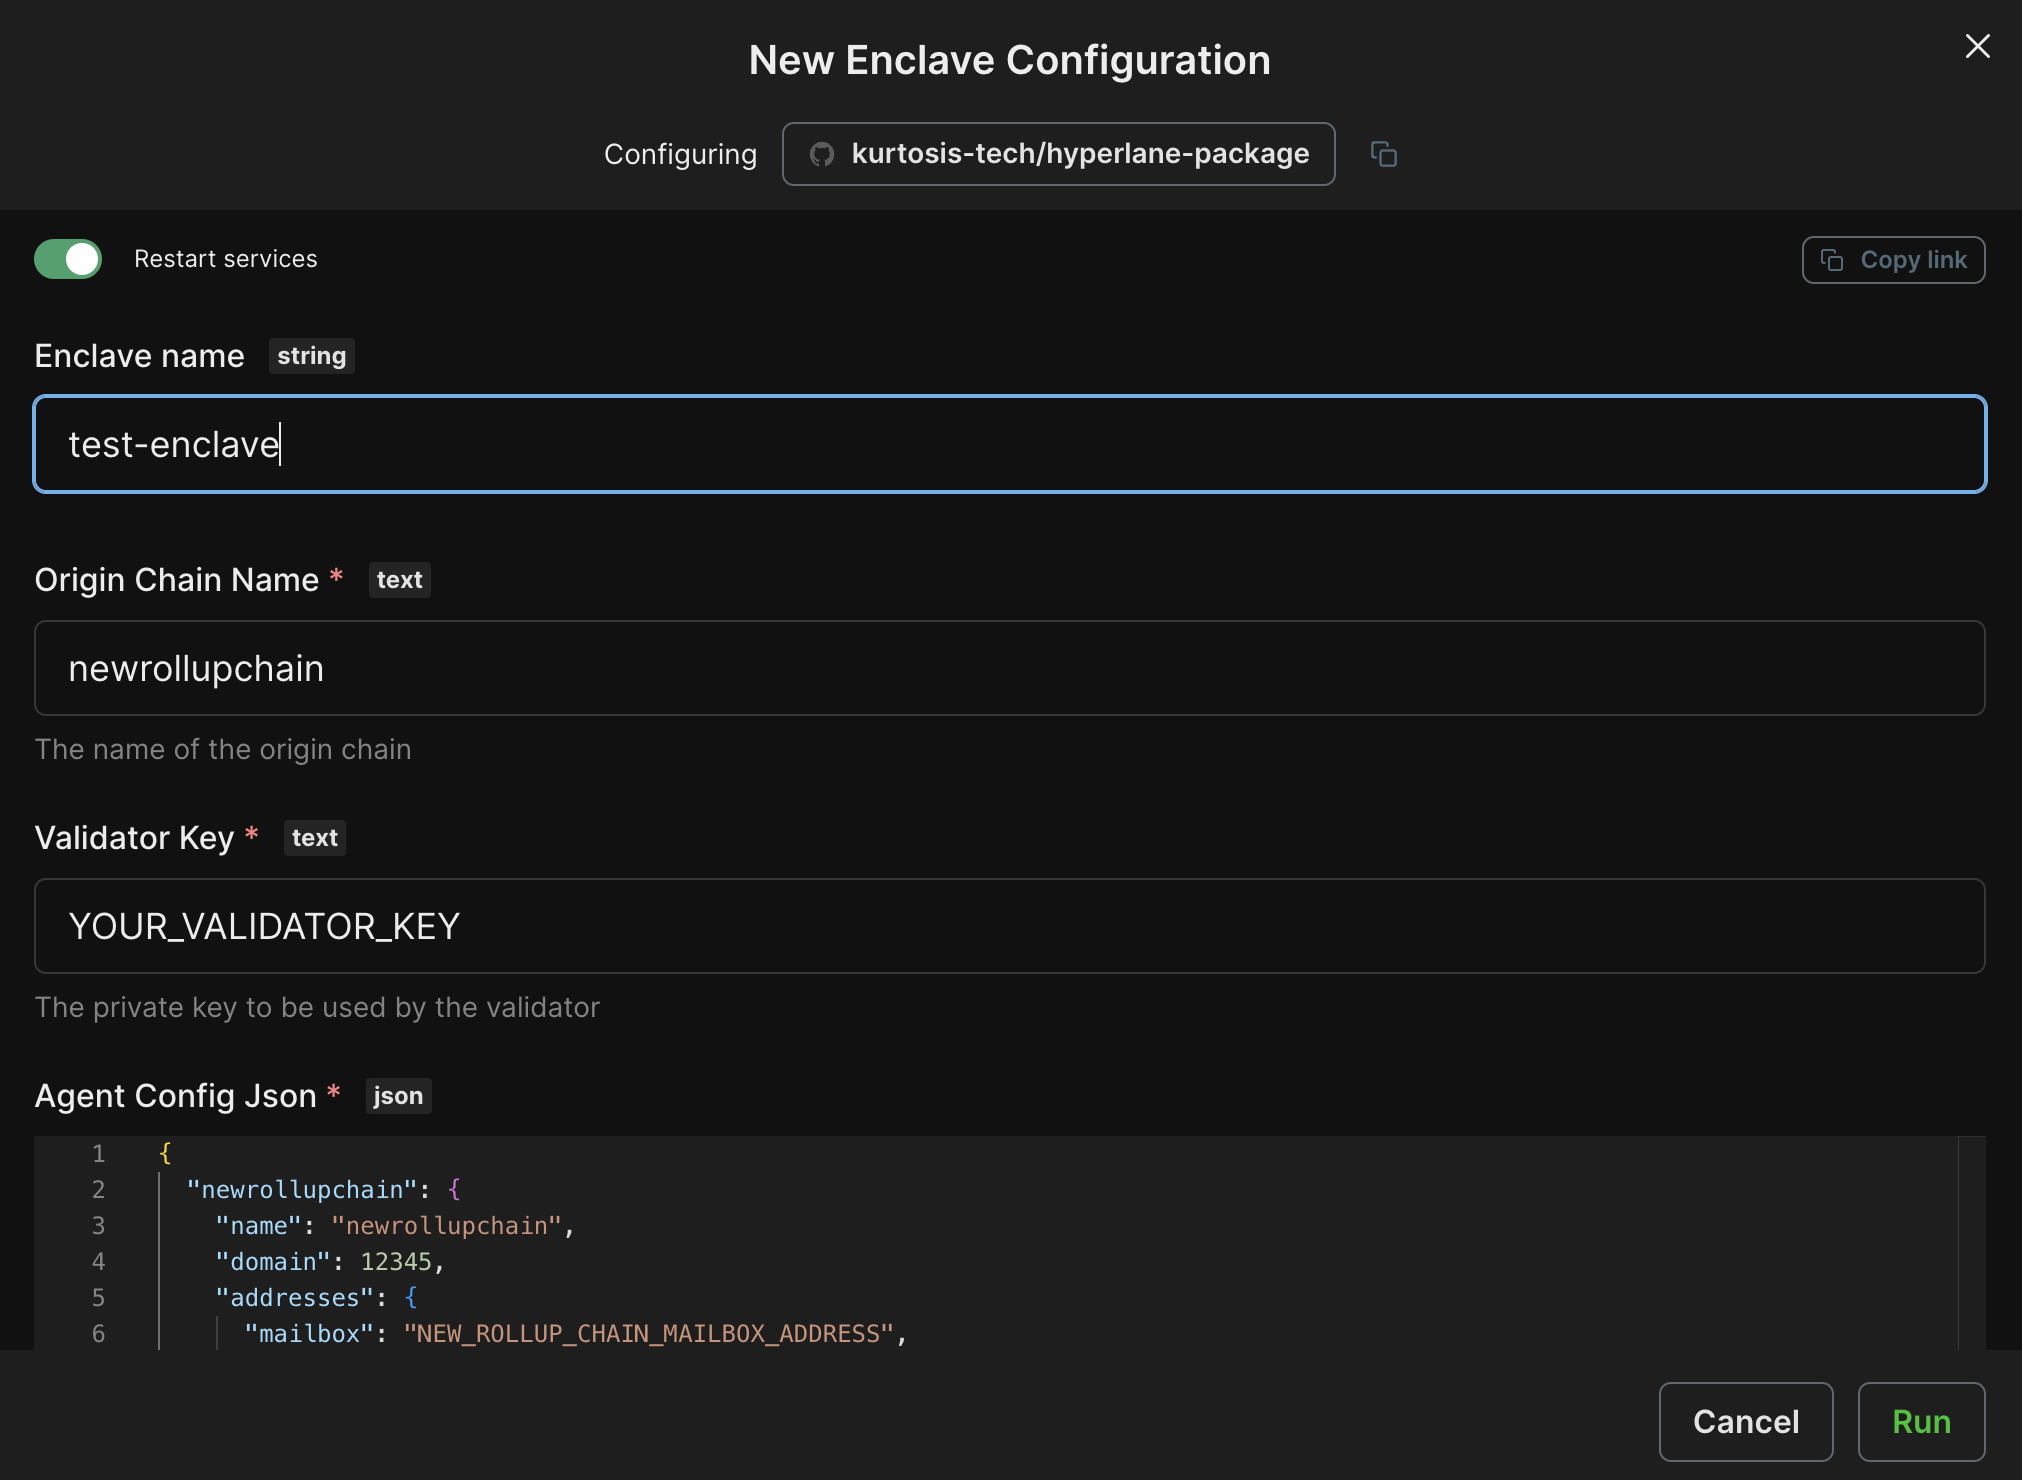 New Enclave Configuration
Configuring kurtosis-tech/hyperlane-package
Restart services Copy link
Enclave name string
test-enclave
Origin Chain Name * text
newrollupchain
The name of the origin chain
Validator Key * text
YOUR_VALIDATOR_KEY
The private key to be used by the validator
Agent Config Json * json
1 {
2 "newrollupchain": {
3 "name": "newrollupchain",
4 "domain": 12345,
5 "addresses": {
6 "mailbox": "NEW_ROLLUP_CHAIN_MAILBOX_ADDRESS",
Cancel Run